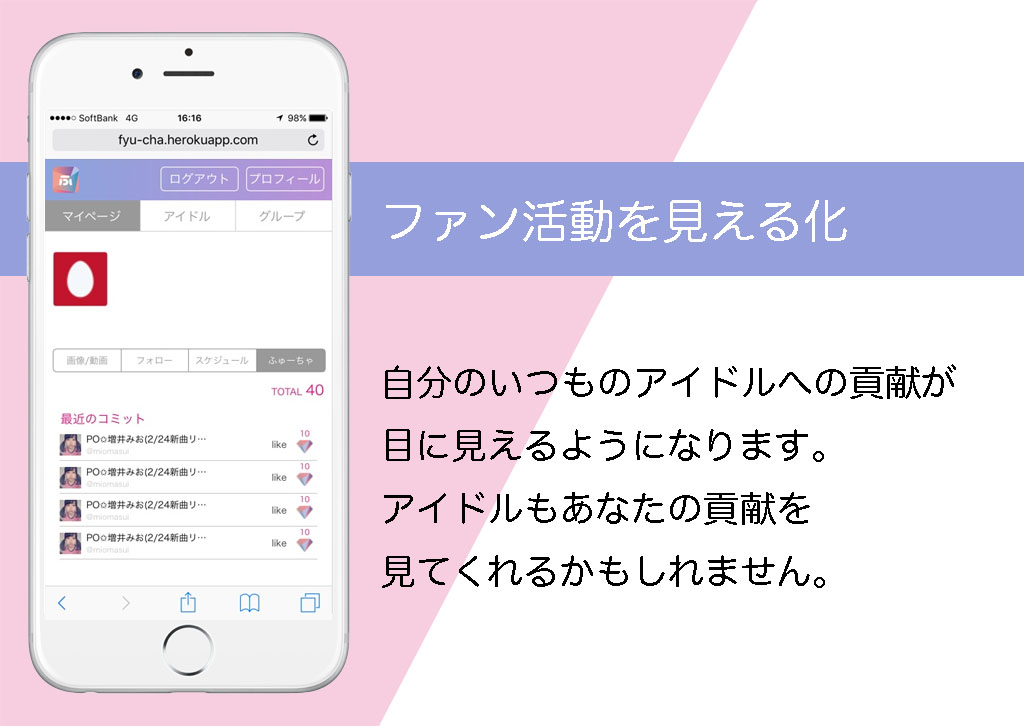 SoftBank 4G 16:16 98%
fyu-cha.herokuapp.com
ログアウト プロフィール
マイページ アイドル グループ
画像/動画 フォロー スケジュール ふゅーちゃ
TOTAL 40
最近のコミット
PO✩増井みお(2/24新曲リ… like 10
@miomasui
PO✩増井みお(2/24新曲リ… like 10
@miomasui
PO✩増井みお(2/24新曲リ… like 10
@miomasui
PO✩増井みお(2/24新曲リ… like 10
@miomasui
ファン活動を見える化
自分のいつものアイドルへの貢献が
目に見えるようになります。
アイドルもあなたの貢献を
見てくれるかもしれません。